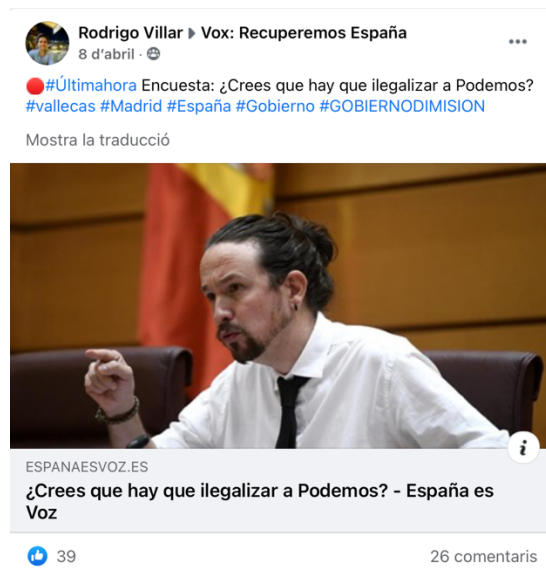 Rodrigo Villar ▸ Vox: Recuperemos España
8 d'abril ·
🔴#Últimahora Encuesta: ¿Crees que hay que ilegalizar a Podemos?
#vallecas #Madrid #España #Gobierno #GOBIERNODIMISION
Mostra la traducció
ESPANAESVOZ.ES
¿Crees que hay que ilegalizar a Podemos? - España es
Voz
39
26 comentaris